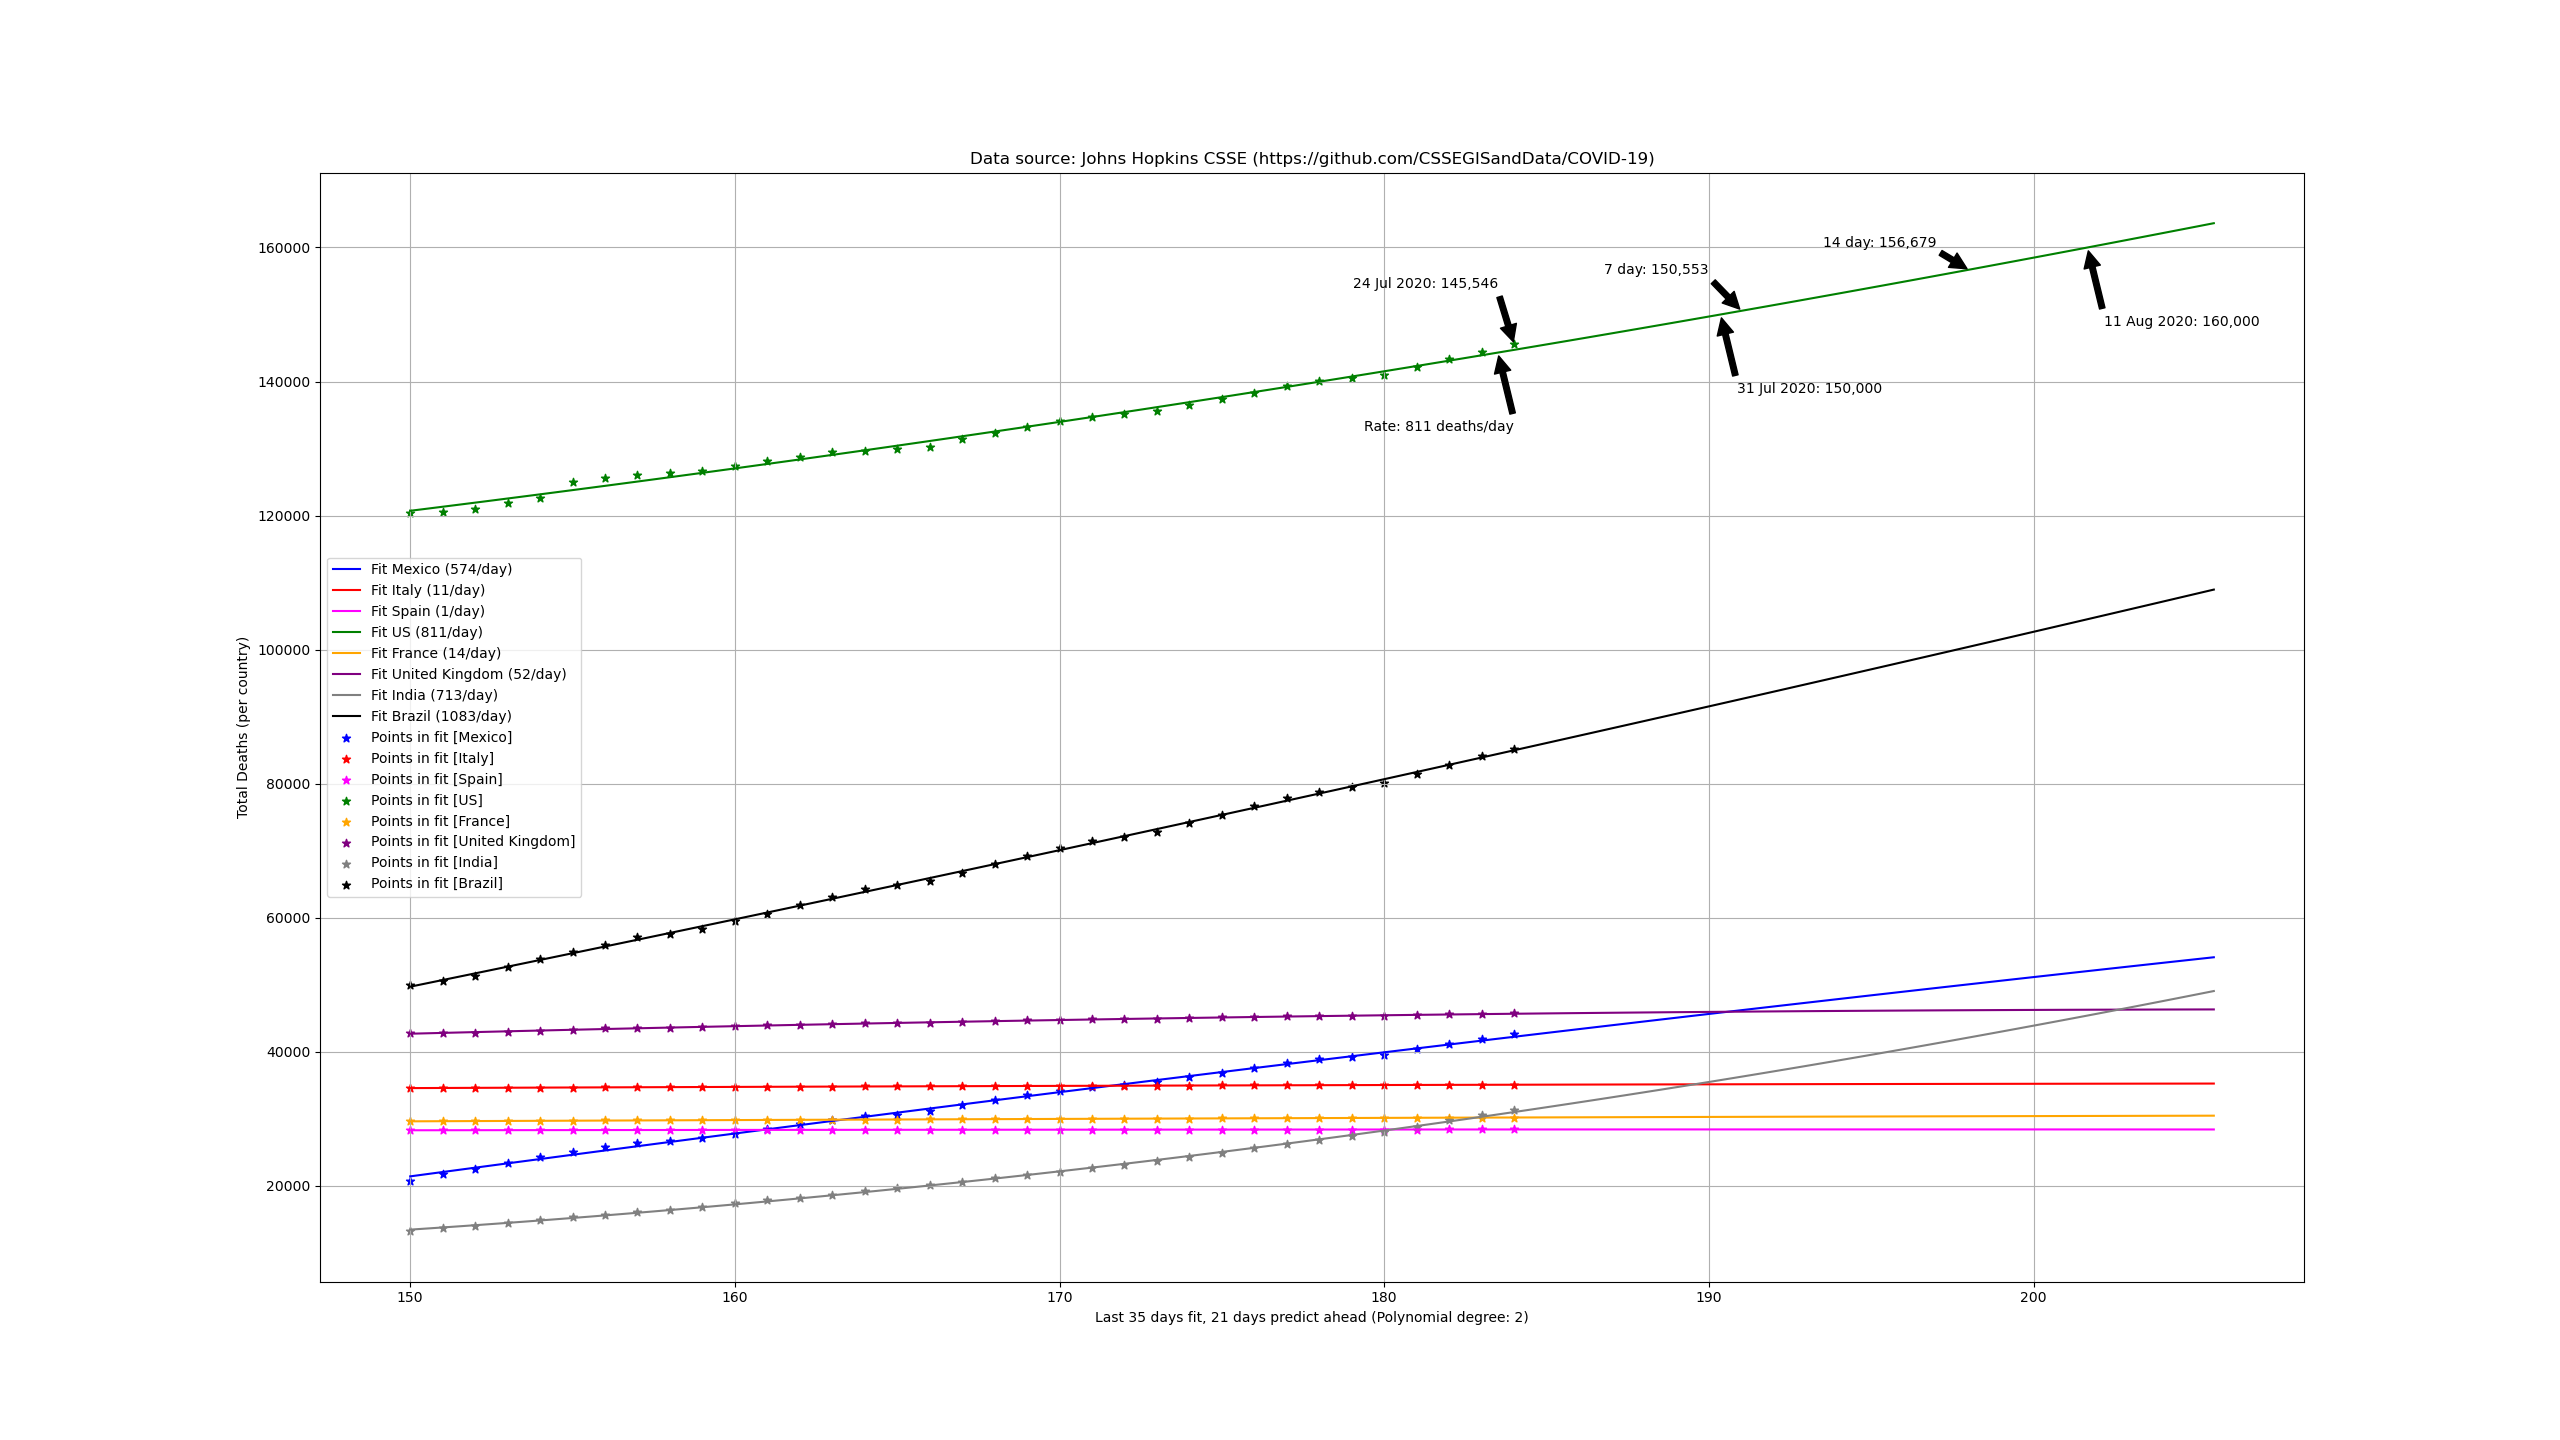 Data source: Johns Hopkins CSSE (https://github.com/CSSEGISandData/COVID-19)
160000
140000
120000
100000
80000
60000
40000
20000
Total Deaths (per country)
14 day: 156,679
7 day: 150,553
24 Jul 2020: 145,546
11 Aug 2020: 160,000
31 Jul 2020: 150,000
Rate: 811 deaths/day
Fit Mexico (574/day)
Fit Italy (11/day)
Fit Spain (1/day)
Fit US (811/day)
Fit France (14/day)
Fit United Kingdom (52/day)
Fit India (713/day)
Fit Brazil (1083/day)
Points in fit [Mexico]
Points in fit [Italy]
Points in fit [Spain]
Points in fit [US]
Points in fit [France]
Points in fit [United Kingdom]
Points in fit [India]
Points in fit [Brazil]
150 160 170 180 190 200
Last 35 days fit, 21 days predict ahead (Polynomial degree: 2)